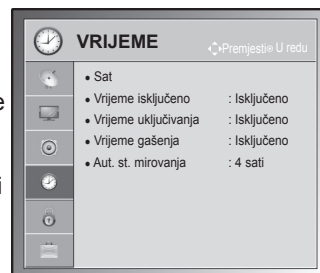 VRIJEME
Premjesti U redu
• Sat
• Vrijeme isključeno : Isključeno
• Vrijeme uključivanja : Isključeno
• Vrijeme gašenja : Isključeno
• Aut. st. mirovanja : 4 sati
e
i